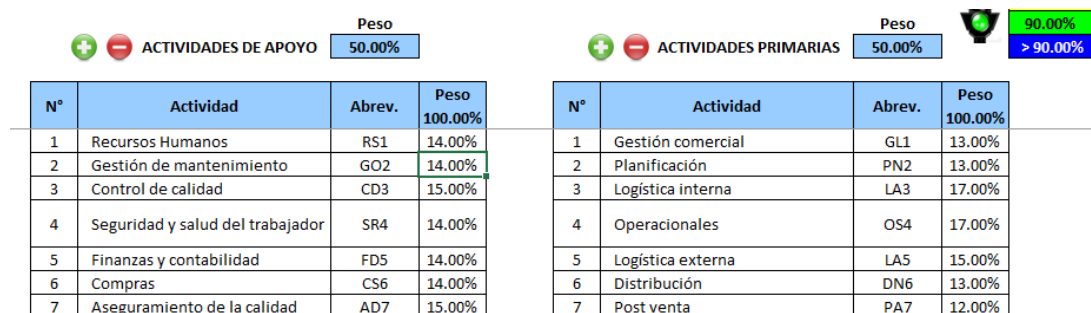 Peso
ACTIVIDADES DE APOYO 50.00%
Peso
ACTIVIDADES PRIMARIAS 50.00%
90.00%
> 90.00%
N° Actividad Abrev. Peso 100.00%
1 Recursos Humanos RS1 14.00%
2 Gestión de mantenimiento GO2 14.00%
3 Control de calidad CD3 15.00%
4 Seguridad y salud del trabajador SR4 14.00%
5 Finanzas y contabilidad FD5 14.00%
6 Compras CS6 14.00%
7 Aseguramiento de la calidad AD7 15.00%
N° Actividad Abrev. Peso 100.00%
1 Gestión comercial GL1 13.00%
2 Planificación PN2 13.00%
3 Logística interna LA3 17.00%
4 Operacionales OS4 17.00%
5 Logística externa LA5 15.00%
6 Distribución DN6 13.00%
7 Post venta PA7 12.00%